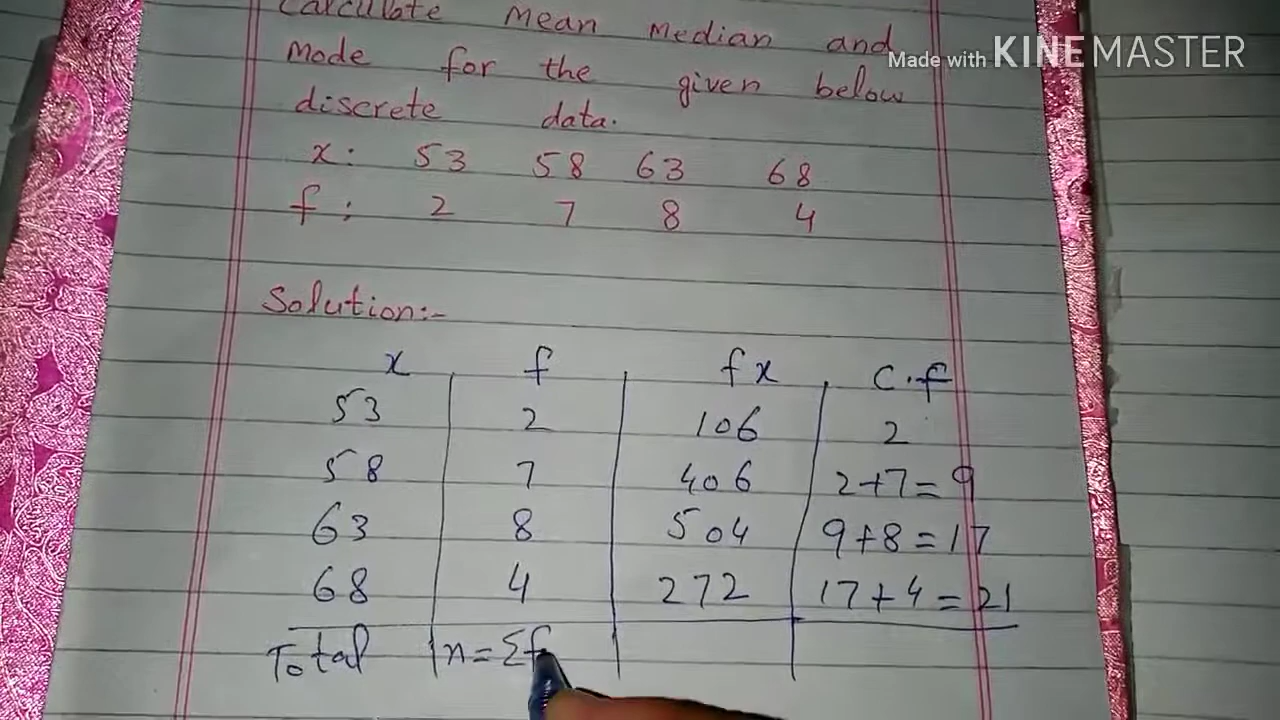 Calculate Mean Median and
Made with KINEMASTER
Mode for the given below
discrete data.
x: 53 58 63 68
f: 2 7 8 4
Solution:-
x f fx C.f
53 2 106 2
58 7 406 2+7=9
63 8 504 9+8=17
68 4 272 17+4=21
Total n=Σf